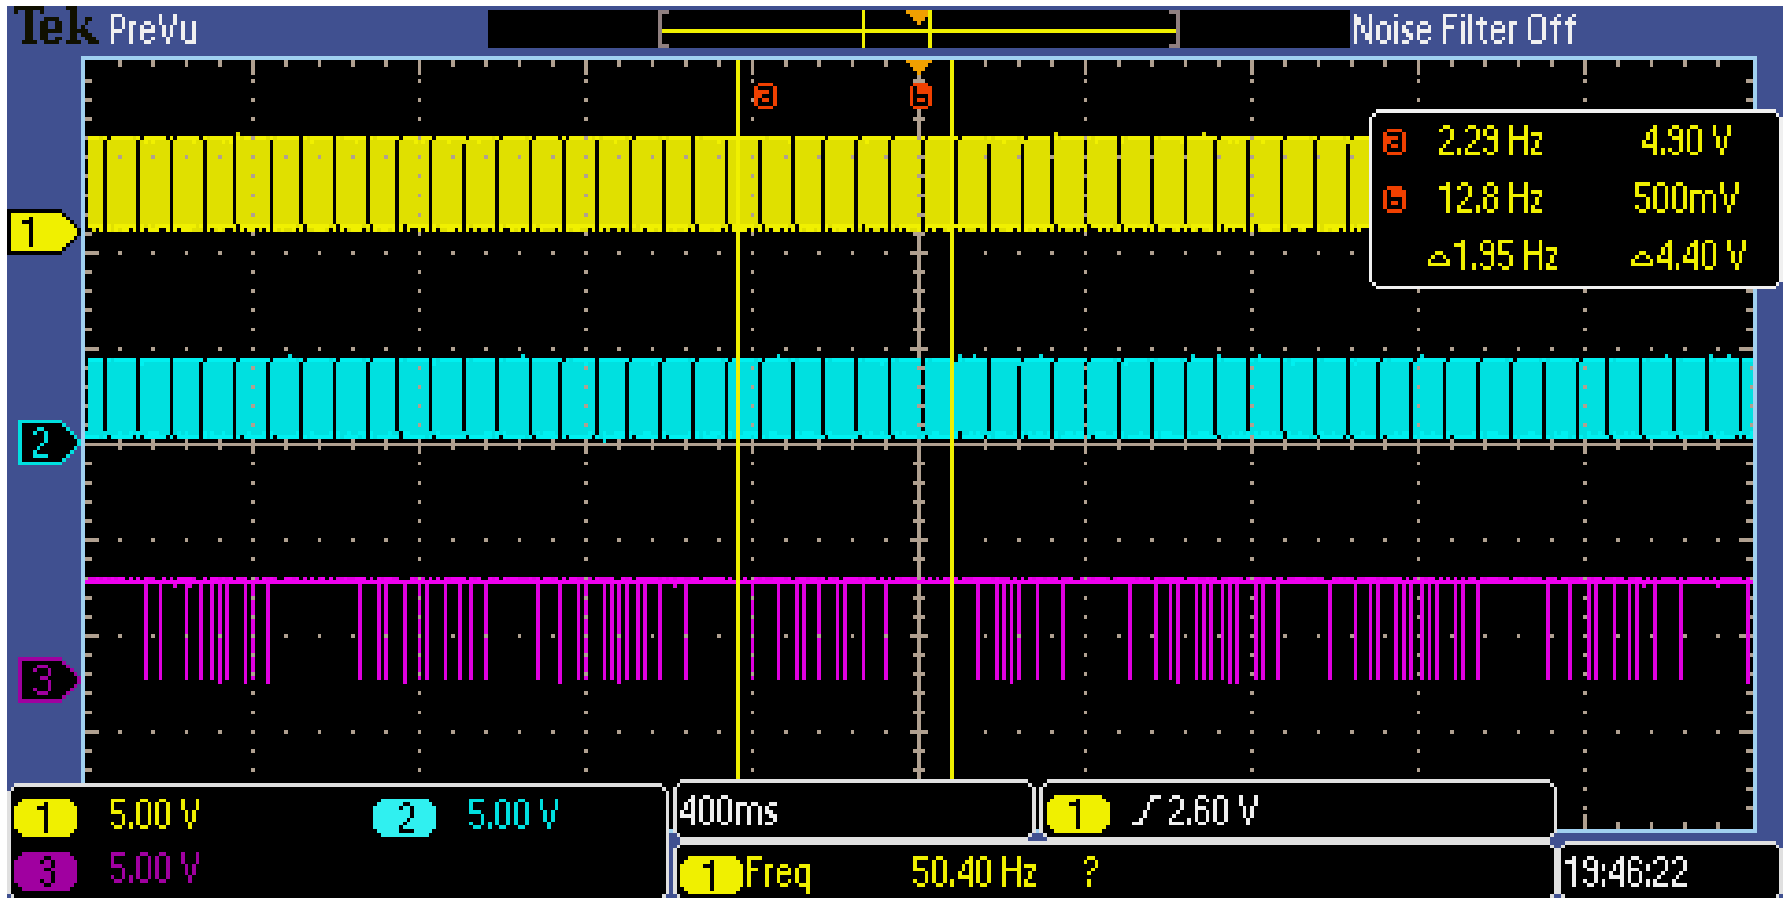 Tek PreVu Noise Filter Off
a b
a 2.29 Hz 4.90 V
b 12.8 Hz 500mV
△1.95 Hz △4.40 V
1
2
3
1 5.00 V 2 5.00 V 400ms 1 2.60 V
3 5.00 V 1 Freq 50.40 Hz ? 19:46:22